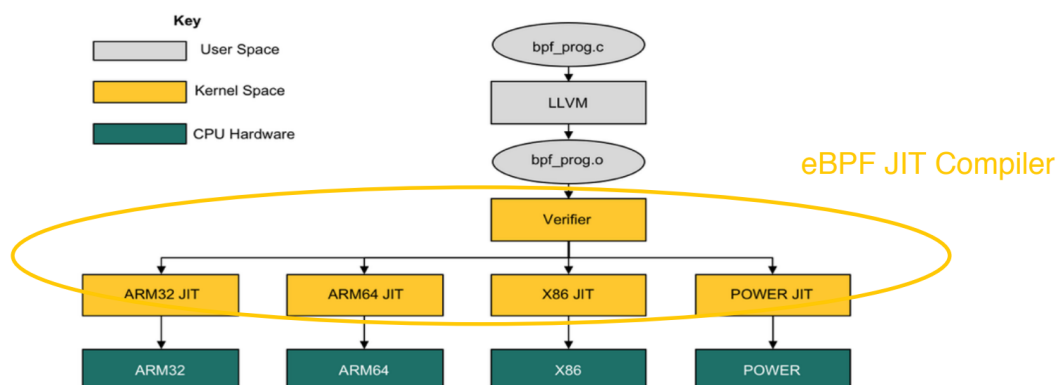 Key
User Space
Kernel Space
CPU Hardware
bpf_prog.c
LLVM
bpf_prog.o
eBPF JIT Compiler
Verifier
ARM32 JIT
ARM64 JIT
X86 JIT
POWER JIT
ARM32
ARM64
X86
POWER